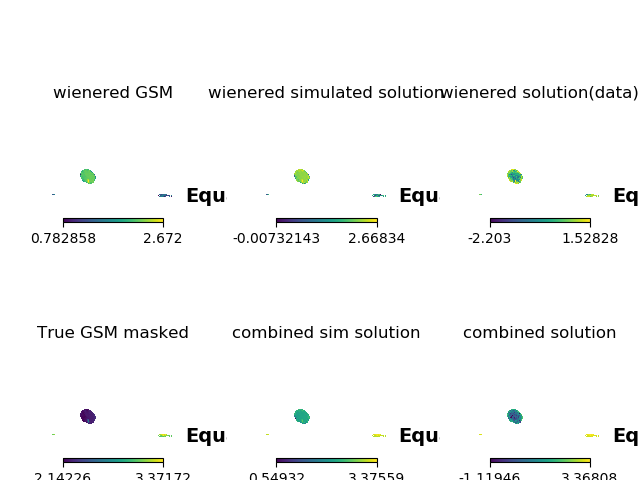 wienered GSM
wienered simulated solution
wienered solution(data)
Equ
Equ
Eq
0.782858 2.672
-0.00732143 2.66834
-2.203 1.52828
True GSM masked
combined sim solution
combined solution
Equ
Equ
Eq
2.14226 3.37172
0.54932 3.37559
-1.11946 3.36808